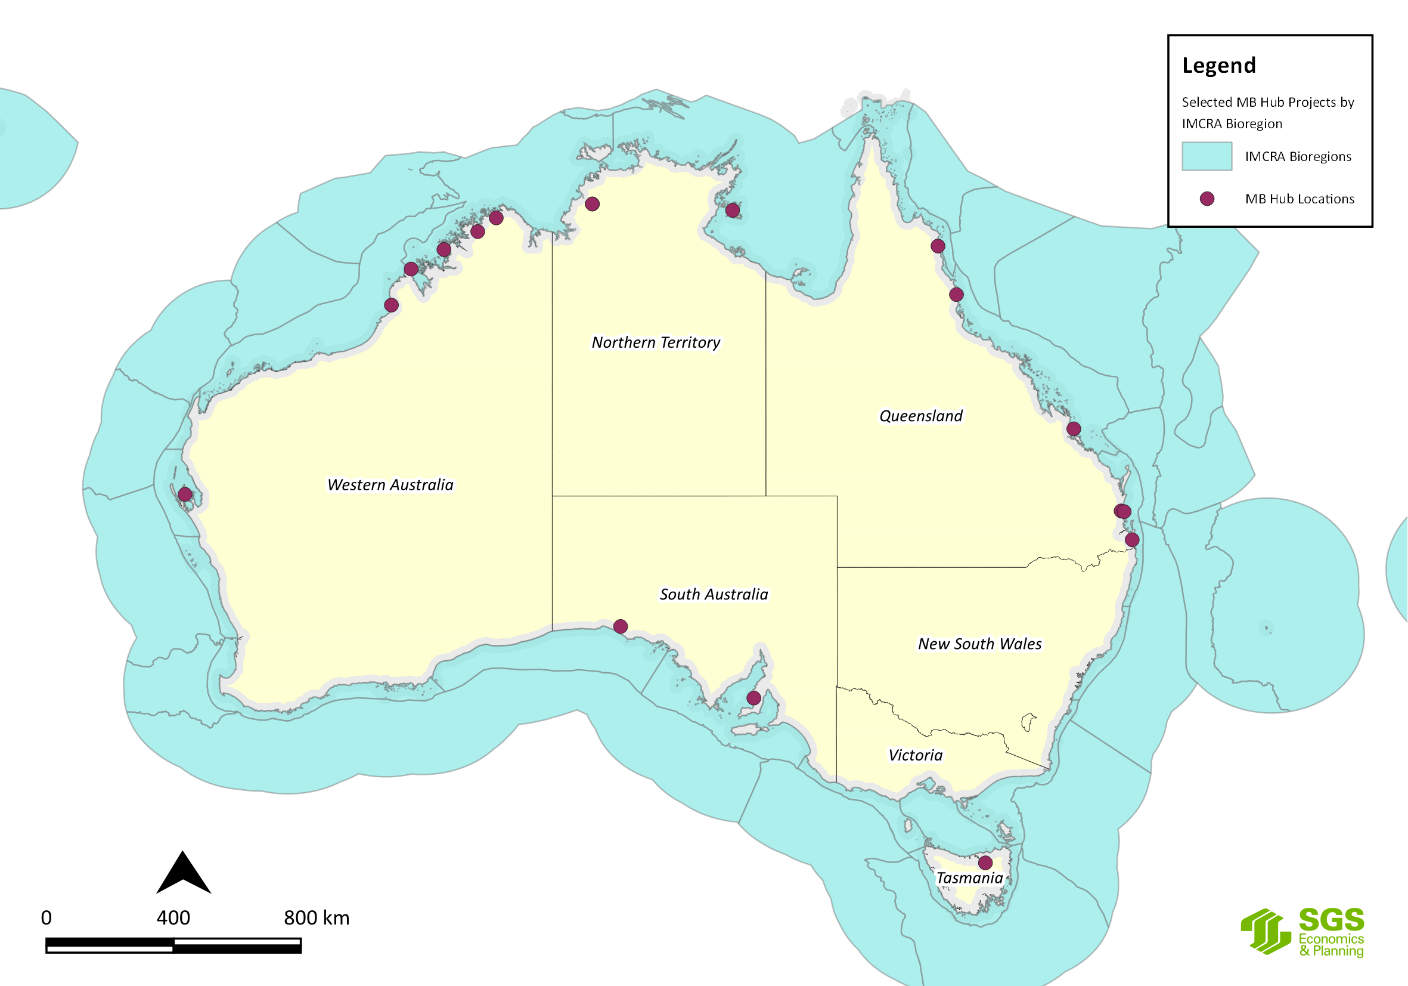 Legend
Selected MB Hub Projects by
IMCRA Bioregion
IMCRA Bioregions
MB Hub Locations
Northern Territory
Queensland
Western Australia
South Australia
New South Wales
Victoria
Tasmania
0 400 800 km
SGS
Economics
& Planning